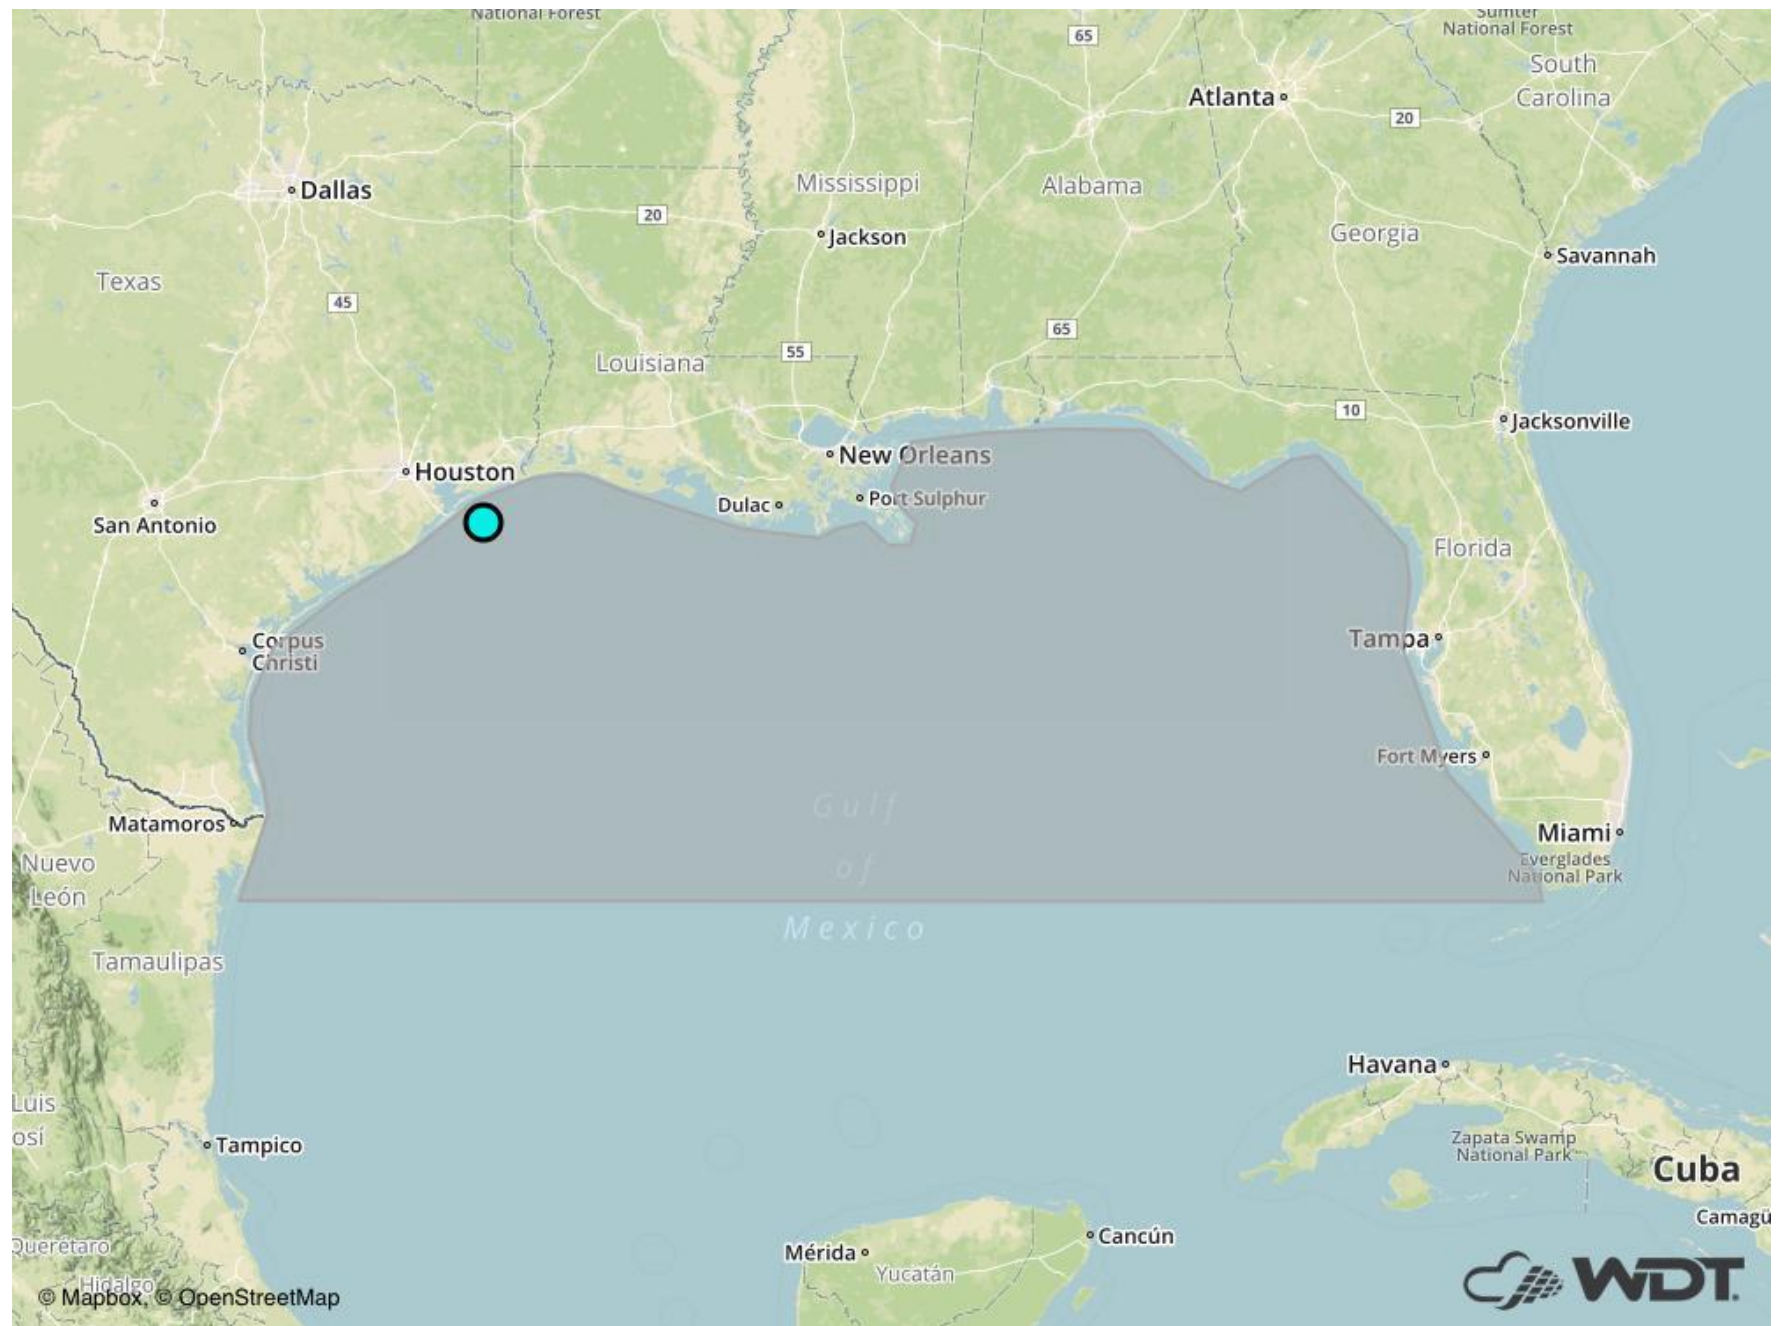 National Forest
Sumter
National Forest
65
South
Carolina
Atlanta
20
Dallas
Mississippi
Alabama
20
Jackson
Georgia
Savannah
Texas
45
65
55
Louisiana
10
Jacksonville
New Orleans
Houston
Port Sulphur
Dulac
San Antonio
Florida
Corpus
Christi
Tampa
Fort Myers
Gulf
of
Mexico
Matamoros
Miami
Everglades
National Park
Nuevo
León
Tamaulipas
Havana
Luis
osí
Zapata Swamp
National Park
Tampico
Cuba
Camagü
Cancún
Mérida
Querétaro
Yucatán
Hidalgo
© Mapbox, © OpenStreetMap
WDT.